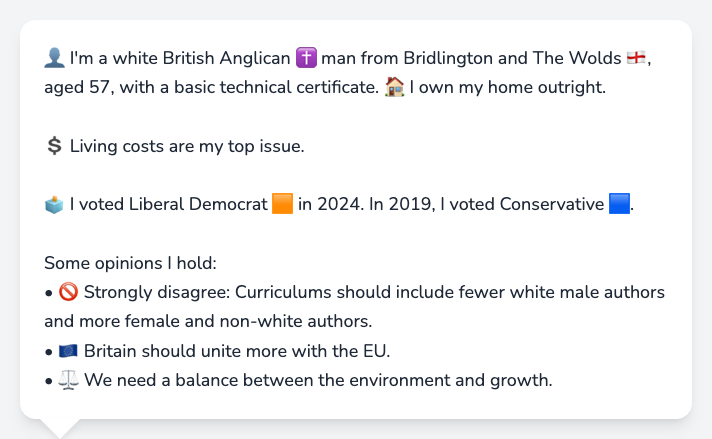 👤 I'm a white British Anglican ✝️ man from Bridlington and The Wolds 🏴󠁧󠁢󠁥󠁮󠁧󠁿,
aged 57, with a basic technical certificate. 🏠 I own my home outright.
💲 Living costs are my top issue.
🗳️ I voted Liberal Democrat 🟧 in 2024. In 2019, I voted Conservative 🟦.
Some opinions I hold:
• 🚫 Strongly disagree: Curriculums should include fewer white male authors
and more female and non-white authors.
• 🇪🇺 Britain should unite more with the EU.
• ⚖️ We need a balance between the environment and growth.